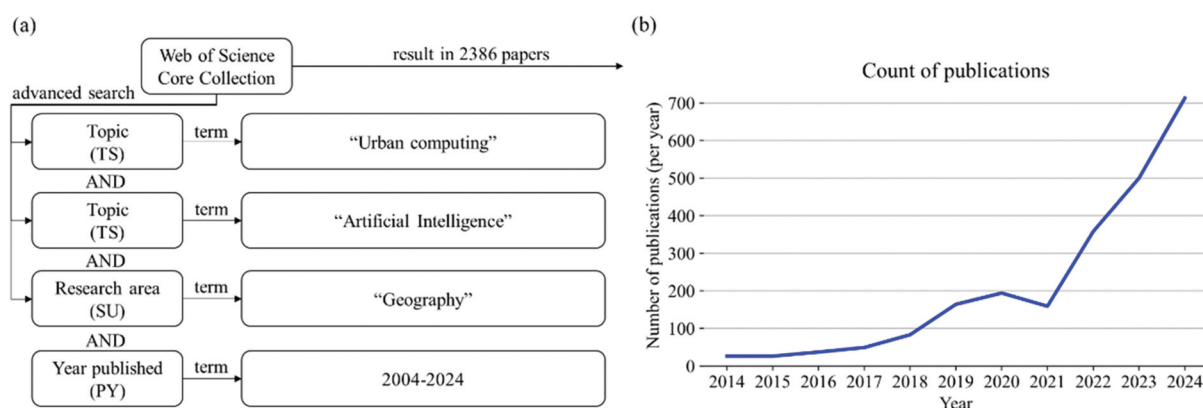 (a)
Web of Science
Core Collection
result in 2386 papers
advanced search
Topic
(TS)
term
“Urban computing”
AND
Topic
(TS)
term
“Artificial Intelligence”
AND
Research area
(SU)
term
“Geography”
AND
Year published
(PY)
term
2004-2024
(b)
Count of publications
Number of publications (per year)
700
600
500
400
300
200
100
0
2014 2015 2016 2017 2018 2019 2020 2021 2022 2023 2024
Year